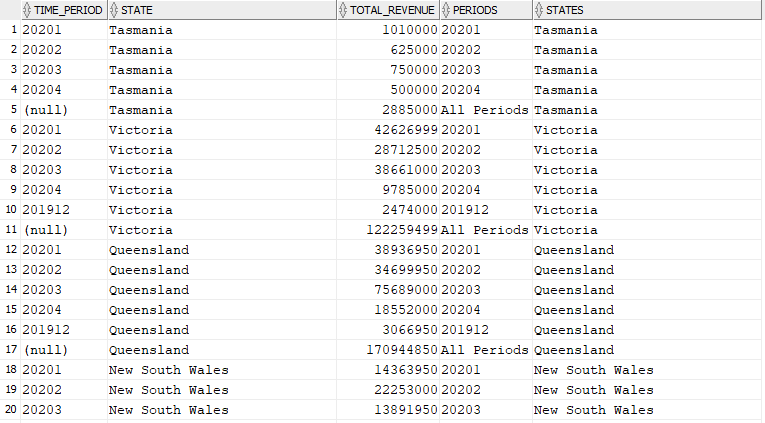 TIME_PERIOD STATE TOTAL_REVENUE PERIODS STATES
1 20201 Tasmania 1010000 20201 Tasmania
2 20202 Tasmania 625000 20202 Tasmania
3 20203 Tasmania 750000 20203 Tasmania
4 20204 Tasmania 500000 20204 Tasmania
5 (null) Tasmania 2885000 All Periods Tasmania
6 20201 Victoria 42626999 20201 Victoria
7 20202 Victoria 28712500 20202 Victoria
8 20203 Victoria 38661000 20203 Victoria
9 20204 Victoria 9785000 20204 Victoria
10 201912 Victoria 2474000 201912 Victoria
11 (null) Victoria 122259499 All Periods Victoria
12 20201 Queensland 38936950 20201 Queensland
13 20202 Queensland 34699950 20202 Queensland
14 20203 Queensland 75689000 20203 Queensland
15 20204 Queensland 18552000 20204 Queensland
16 201912 Queensland 3066950 201912 Queensland
17 (null) Queensland 170944850 All Periods Queensland
18 20201 New South Wales 14363950 20201 New South Wales
19 20202 New South Wales 22253000 20202 New South Wales
20 20203 New South Wales 13891950 20203 New South Wales